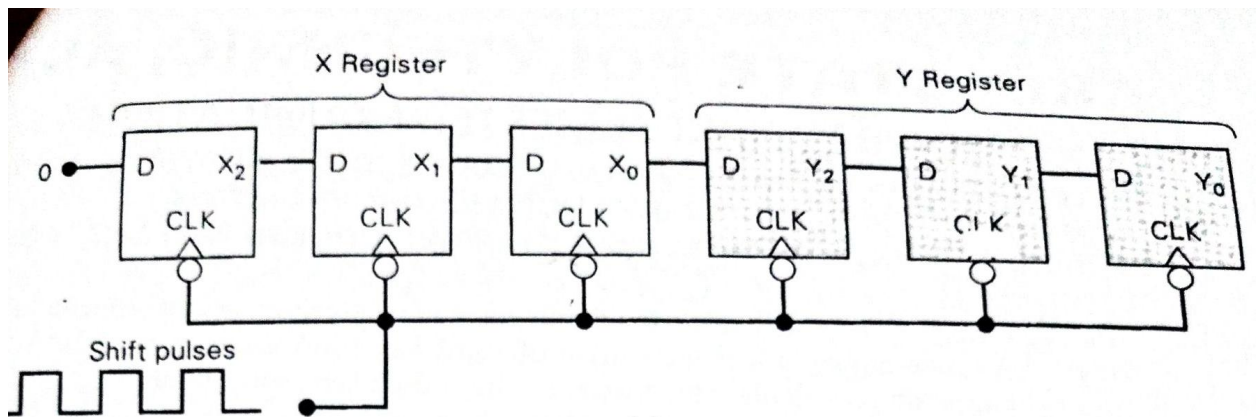 X Register
Y Register
0 D X₂ D X₁ D X₀ D Y₂ D Y₁ D Y₀
CLK CLK CLK CLK CLK CLK
Shift pulses